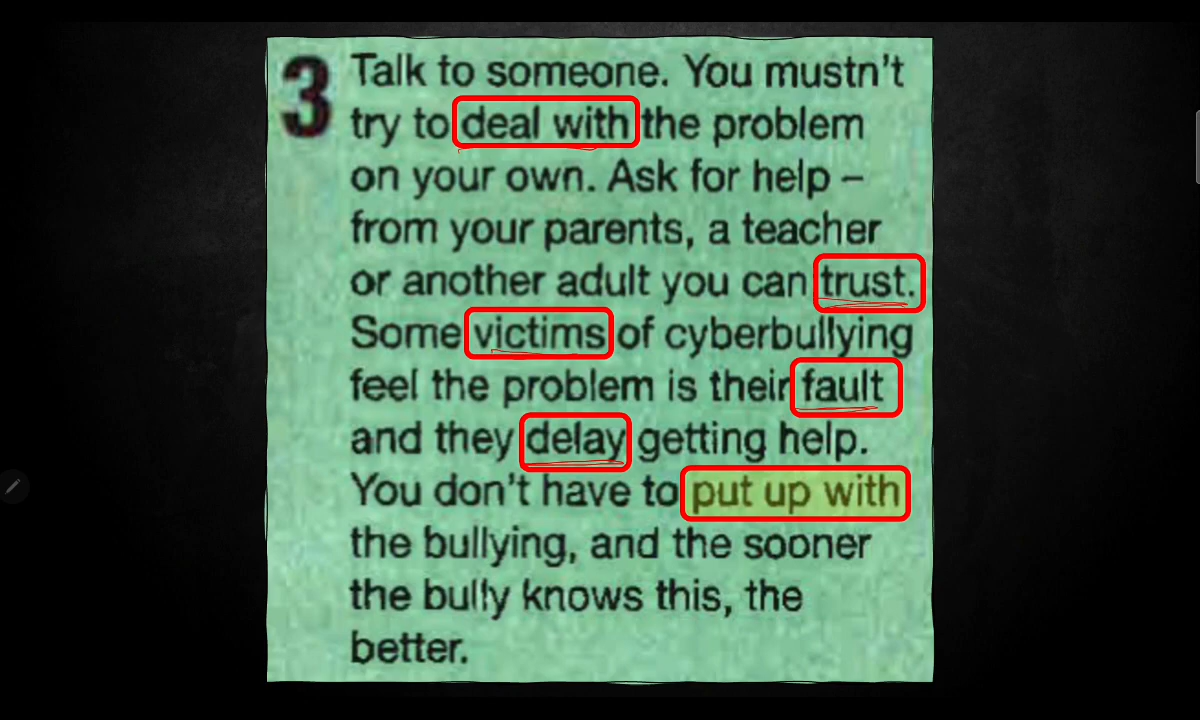 3 Talk to someone. You mustn't
try to deal with the problem
on your own. Ask for help –
from your parents, a teacher
or another adult you can trust.
Some victims of cyberbullying
feel the problem is their fault
and they delay getting help.
You don't have to put up with
the bullying, and the sooner
the bully knows this, the
better.